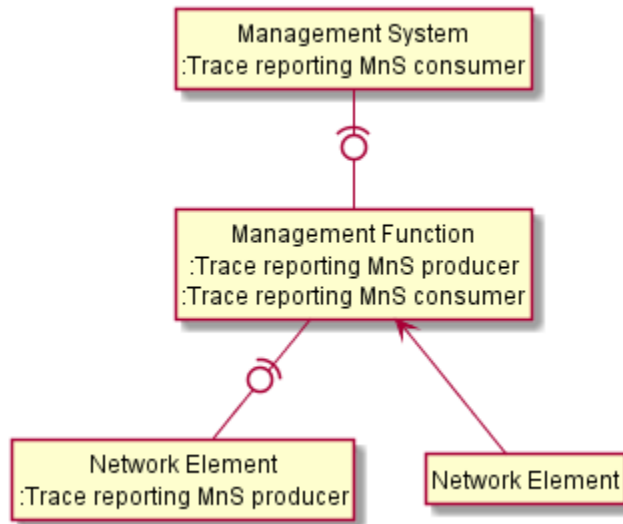 Management System
:Trace reporting MnS consumer
Management Function
:Trace reporting MnS producer
:Trace reporting MnS consumer
Network Element
:Trace reporting MnS producer
Network Element